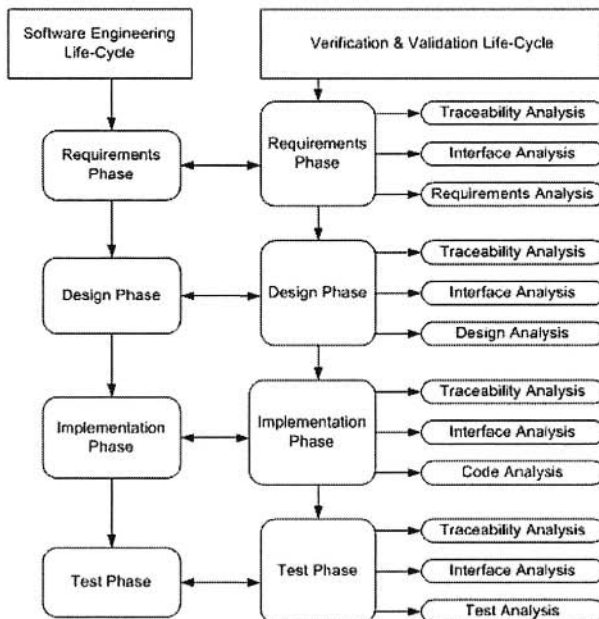 Software Engineering
Life-Cycle
Verification & Validation Life-Cycle
Requirements
Phase
Requirements
Phase
Traceability Analysis
Interface Analysis
Requirements Analysis
Design Phase
Design Phase
Traceability Analysis
Interface Analysis
Design Analysis
Implementation
Phase
Implementation
Phase
Traceability Analysis
Interface Analysis
Code Analysis
Test Phase
Test Phase
Traceability Analysis
Interface Analysis
Test Analysis